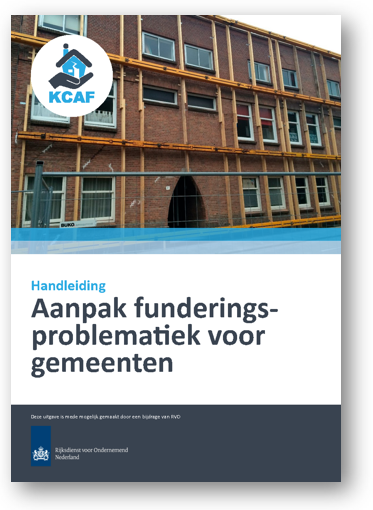 KCAF
BUKO
Handleiding
Aanpak funderings-
problematiek voor
gemeenten
Deze uitgave is mede mogelijk gemaakt door een bijdrage van RVO:
Rijksdienst voor Ondernemend
Nederland